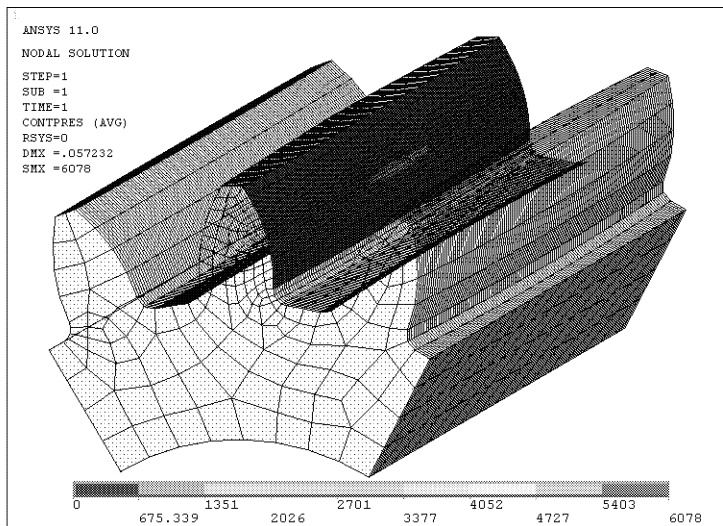 ANSYS 11.0
NODAL SOLUTION
STEP=1
SUB =1
TIME=1
CONTPRES (AVG)
RSYS=0
DMX =.057232
SMX =6078
0 1351 2701 4052 5403
675.339 2026 3377 4727 6078